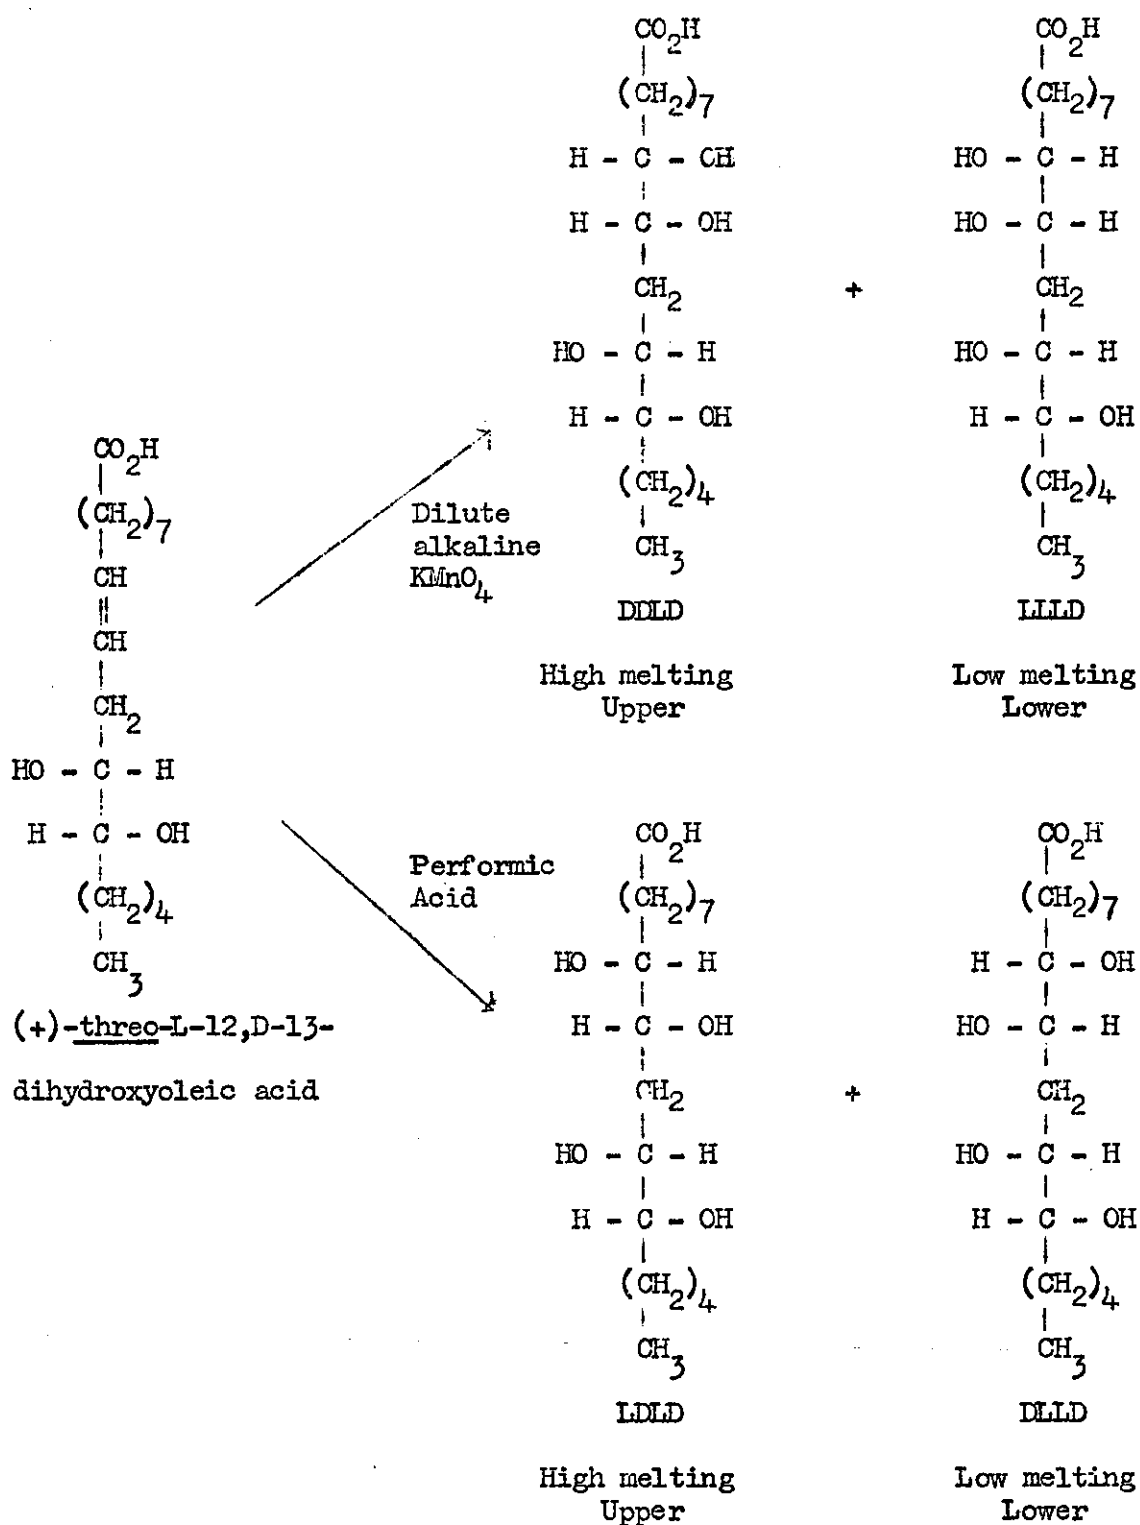 CO2H
(CH2)7
H - C - CH
H - C - OH
CH2
HO - C - H
H - C - OH
(CH2)4
CH3
DDLD
High melting
Upper
+
CO2H
(CH2)7
HO - C - H
HO - C - H
CH2
HO - C - H
H - C - OH
(CH2)4
CH3
LLLD
Low melting
Lower
CO2H
(CH2)7
CH
CH
CH2
HO - C - H
H - C - OH
(CH2)4
CH3
(+)-threo-L-12,D-13-
dihydroxyoleic acid
Dilute
alkaline
KMnO4
Performic
Acid
CO2H
(CH2)7
HO - C - H
H - C - OH
CH2
HO - C - H
H - C - OH
(CH2)4
CH3
LDLD
High melting
Upper
+
CO2H
(CH2)7
H - C - OH
HO - C - H
CH2
HO - C - H
H - C - OH
(CH2)4
CH3
DLLD
Low melting
Lower